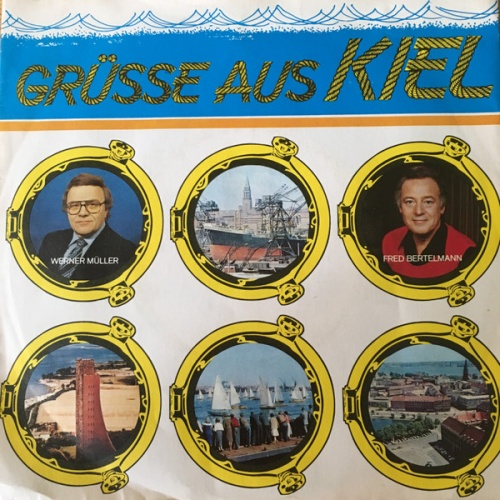 GRÜSSE AUS KIEL
WERNER MÜLLER
FRED BERTELMANN